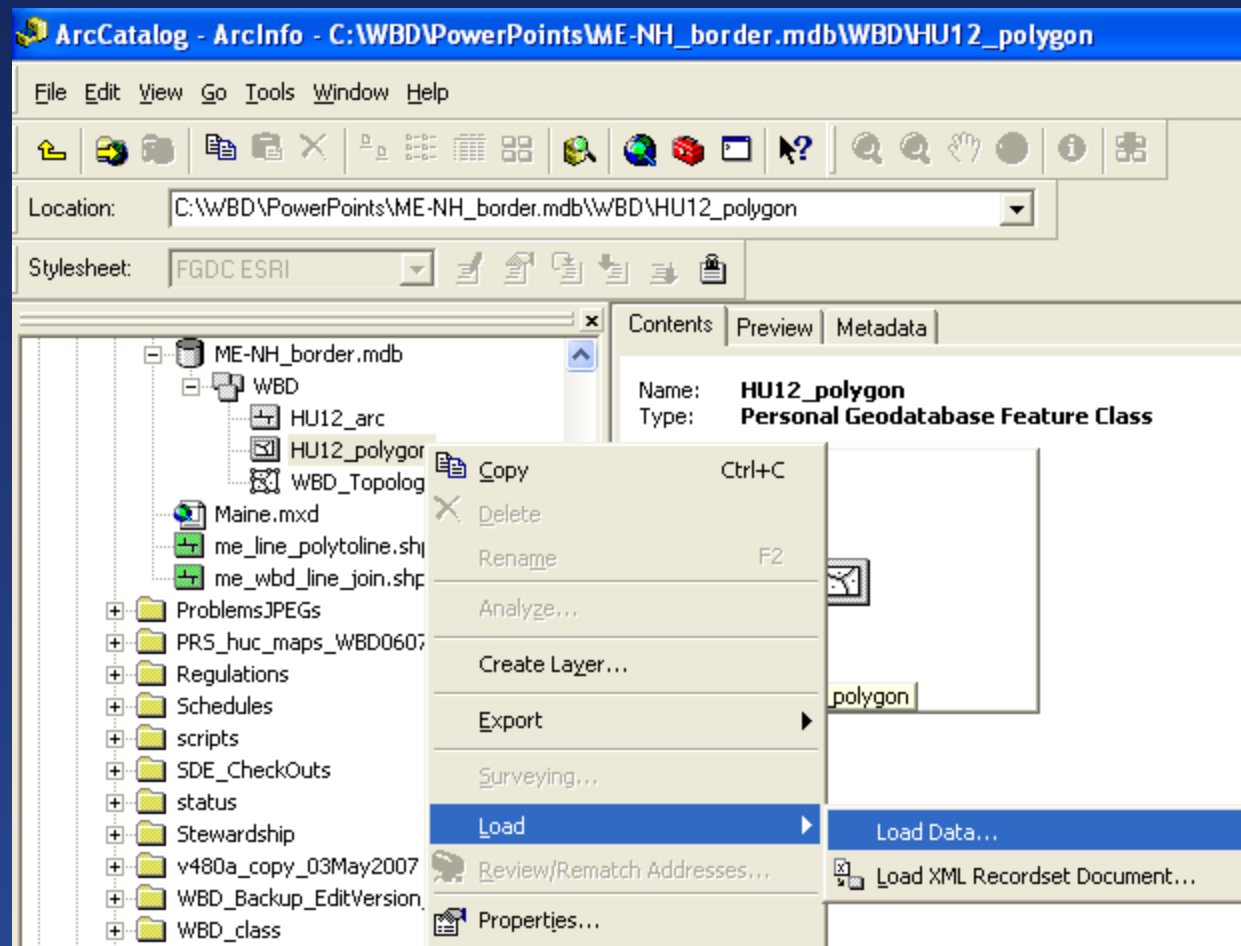 ArcCatalog - ArcInfo - C:\WBD\PowerPoints\ME-NH_border.mdb\WBD\HU12_polygon
File Edit View Go Tools Window Help
Location: C:\WBD\PowerPoints\ME-NH_border.mdb\WBD\HU12_polygon
Stylesheet: FGDC ESRI
Contents Preview Metadata
ME-NH_border.mdb
WBD
HU12_arc
HU12_polygon
WBD_Topolog
Maine.mxd
me_line_polytoline.shp
me_wbd_line_join.shp
ProblemsJPEGs
PRS_huc_maps_WBD0607
Regulations
Schedules
scripts
SDE_CheckOuts
status
Stewardship
v480a_copy_03May2007
WBD_Backup_EditVersion_
WBD_class
Name: HU12_polygon
Type: Personal Geodatabase Feature Class
_polygon
Copy Ctrl+C
Delete
Rename F2
Analyze...
Create Layer...
Export
Surveying...
Load
Review/Rematch Addresses...
Properties...
Load Data...
Load XML Recordset Document...